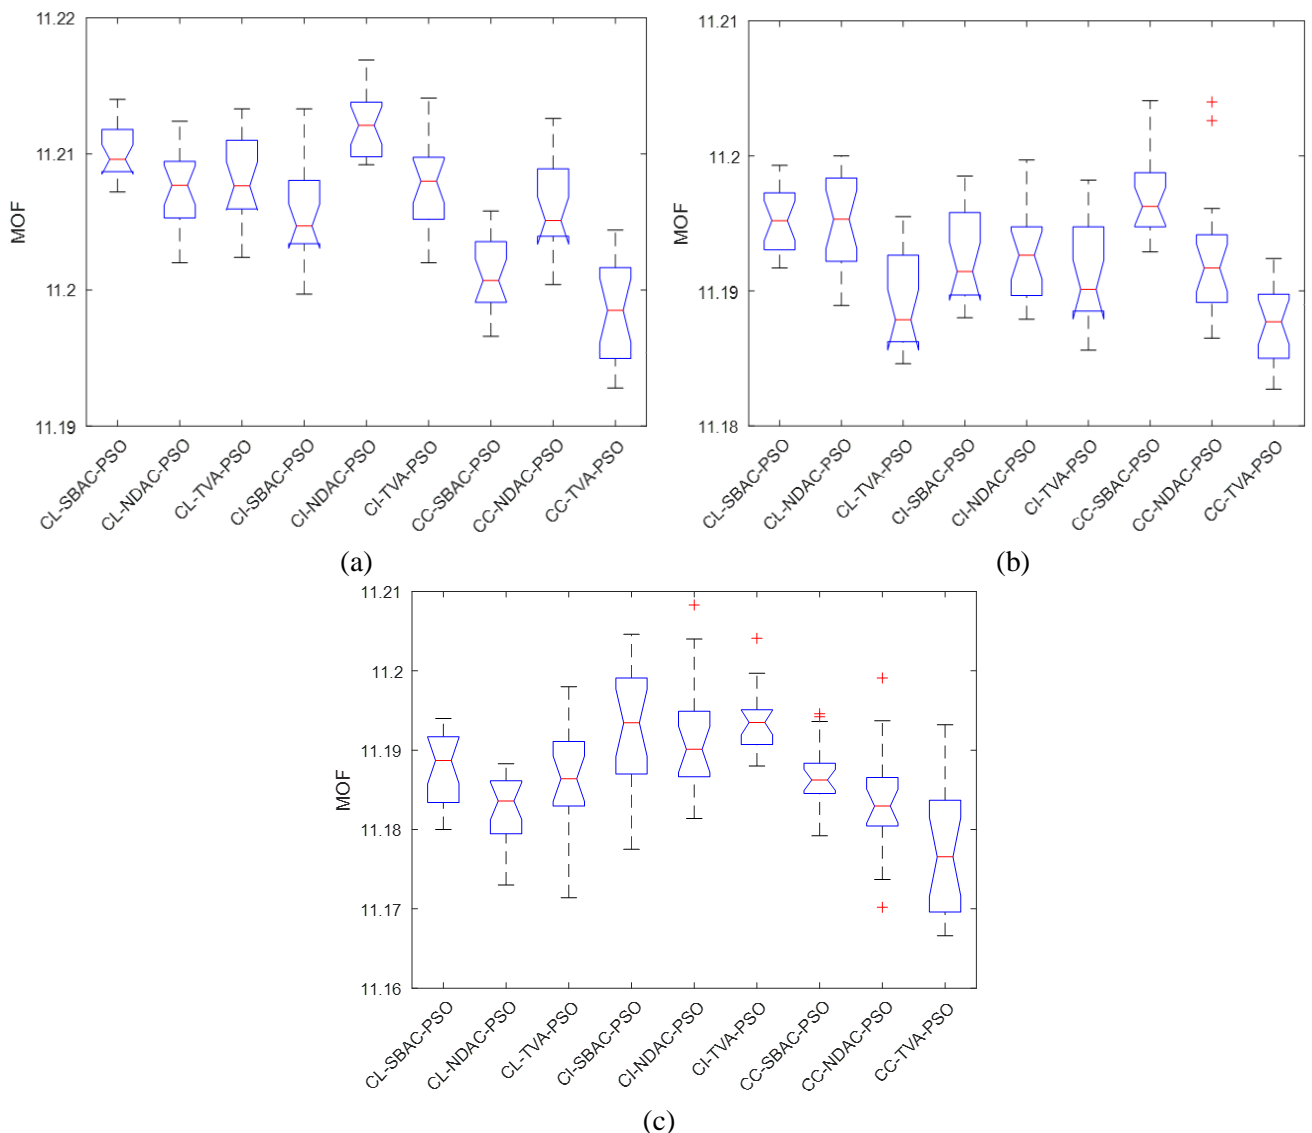 11.22
11.21
11.2
11.19
MOF
CL-SBAC-PSO
CL-NDAC-PSO
CL-TVA-PSO
CI-SBAC-PSO
CI-NDAC-PSO
CI-TVA-PSO
CC-SBAC-PSO
CC-NDAC-PSO
CC-TVA-PSO
(a)
11.21
11.2
11.19
11.18
MOF
CL-SBAC-PSO
CL-NDAC-PSO
CL-TVA-PSO
CI-SBAC-PSO
CI-NDAC-PSO
CI-TVA-PSO
CC-SBAC-PSO
CC-NDAC-PSO
CC-TVA-PSO
(b)
11.21
11.2
11.19
11.18
11.17
11.16
MOF
CL-SBAC-PSO
CL-NDAC-PSO
CL-TVA-PSO
CI-SBAC-PSO
CI-NDAC-PSO
CI-TVA-PSO
CC-SBAC-PSO
CC-NDAC-PSO
CC-TVA-PSO
(c)